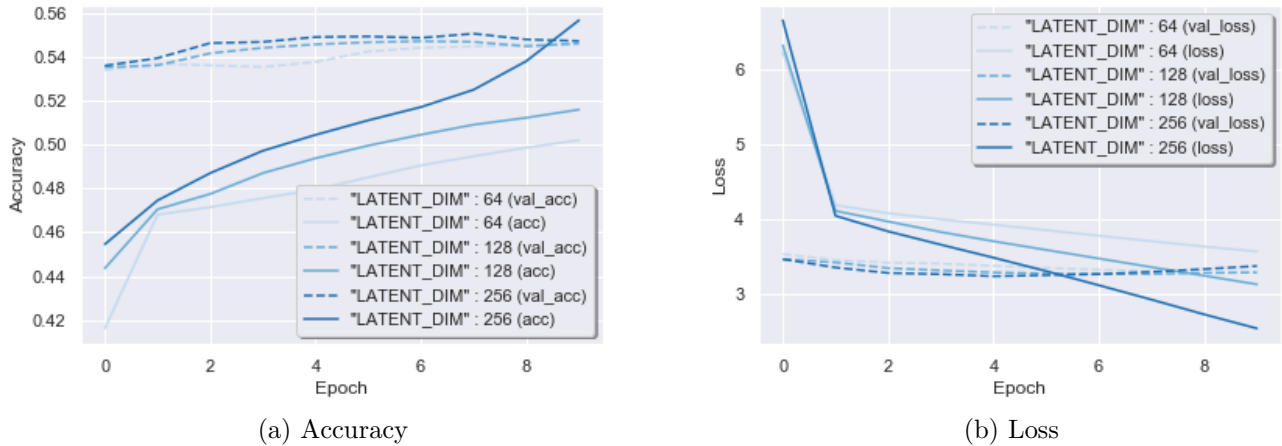 0.56
0.54
0.52
0.50
0.48
0.46
0.44
0.42
Accuracy
"LATENT_DIM" : 64 (val_acc)
"LATENT_DIM" : 64 (acc)
"LATENT_DIM" : 128 (val_acc)
"LATENT_DIM" : 128 (acc)
"LATENT_DIM" : 256 (val_acc)
"LATENT_DIM" : 256 (acc)
0 2 4 6 8
Epoch
(a) Accuracy
6
5
4
3
Loss
"LATENT_DIM" : 64 (val_loss)
"LATENT_DIM" : 64 (loss)
"LATENT_DIM" : 128 (val_loss)
"LATENT_DIM" : 128 (loss)
"LATENT_DIM" : 256 (val_loss)
"LATENT_DIM" : 256 (loss)
0 2 4 6 8
Epoch
(b) Loss